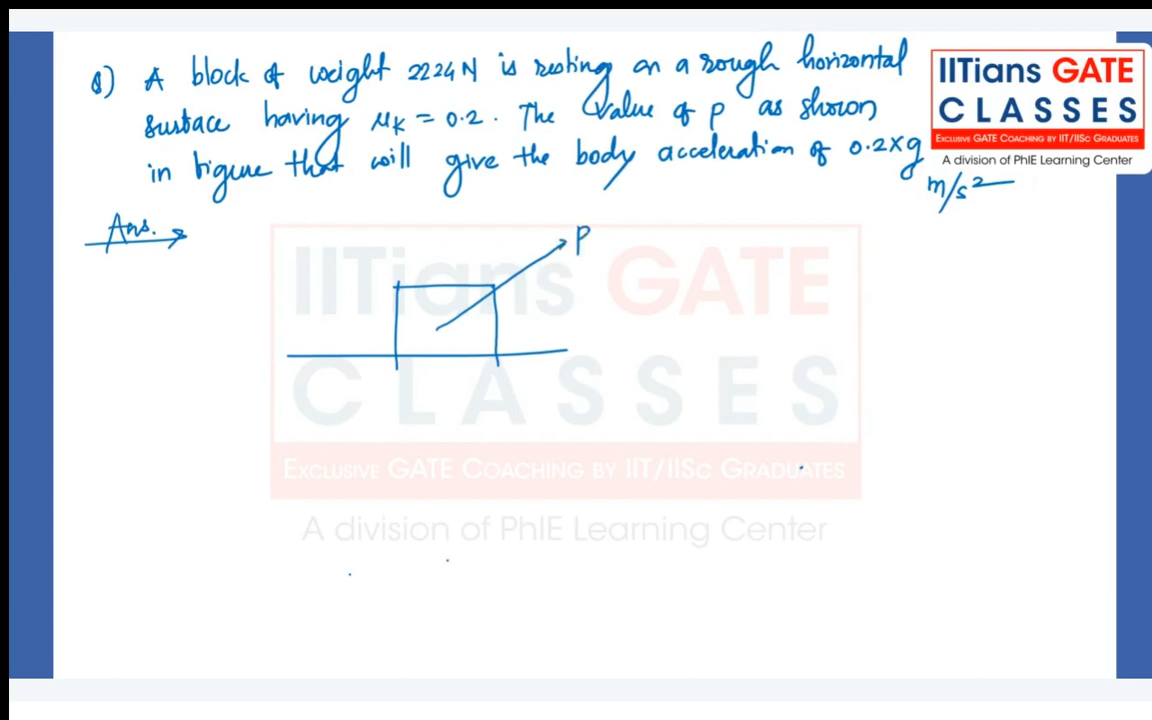 Q) A block of weight 2224N is resting on a rough horizontal
surface having μK = 0.2. The value of P as shown
in figure that will give the body acceleration of 0.2×g
m/s²
Ans. →
P
IITians GATE
CLASSES
EXCLUSIVE GATE COACHING BY IIT/IISC GRADUATES
A division of PhIE Learning Center
IITians GATE
CLASSES
EXCLUSIVE GATE COACHING BY IIT/IISC GRADUATES
A division of PhIE Learning Center